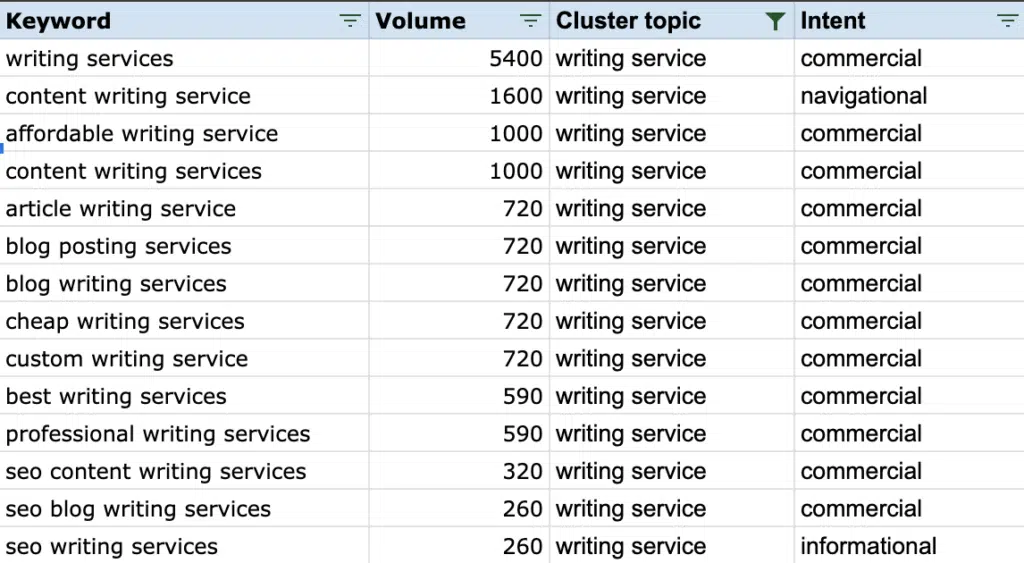 Keyword Volume Cluster topic Intent
writing services 5400 writing service commercial
content writing service 1600 writing service navigational
affordable writing service 1000 writing service commercial
content writing services 1000 writing service commercial
article writing service 720 writing service commercial
blog posting services 720 writing service commercial
blog writing services 720 writing service commercial
cheap writing services 720 writing service commercial
custom writing service 720 writing service commercial
best writing services 590 writing service commercial
professional writing services 590 writing service commercial
seo content writing services 320 writing service commercial
seo blog writing services 260 writing service commercial
seo writing services 260 writing service informational